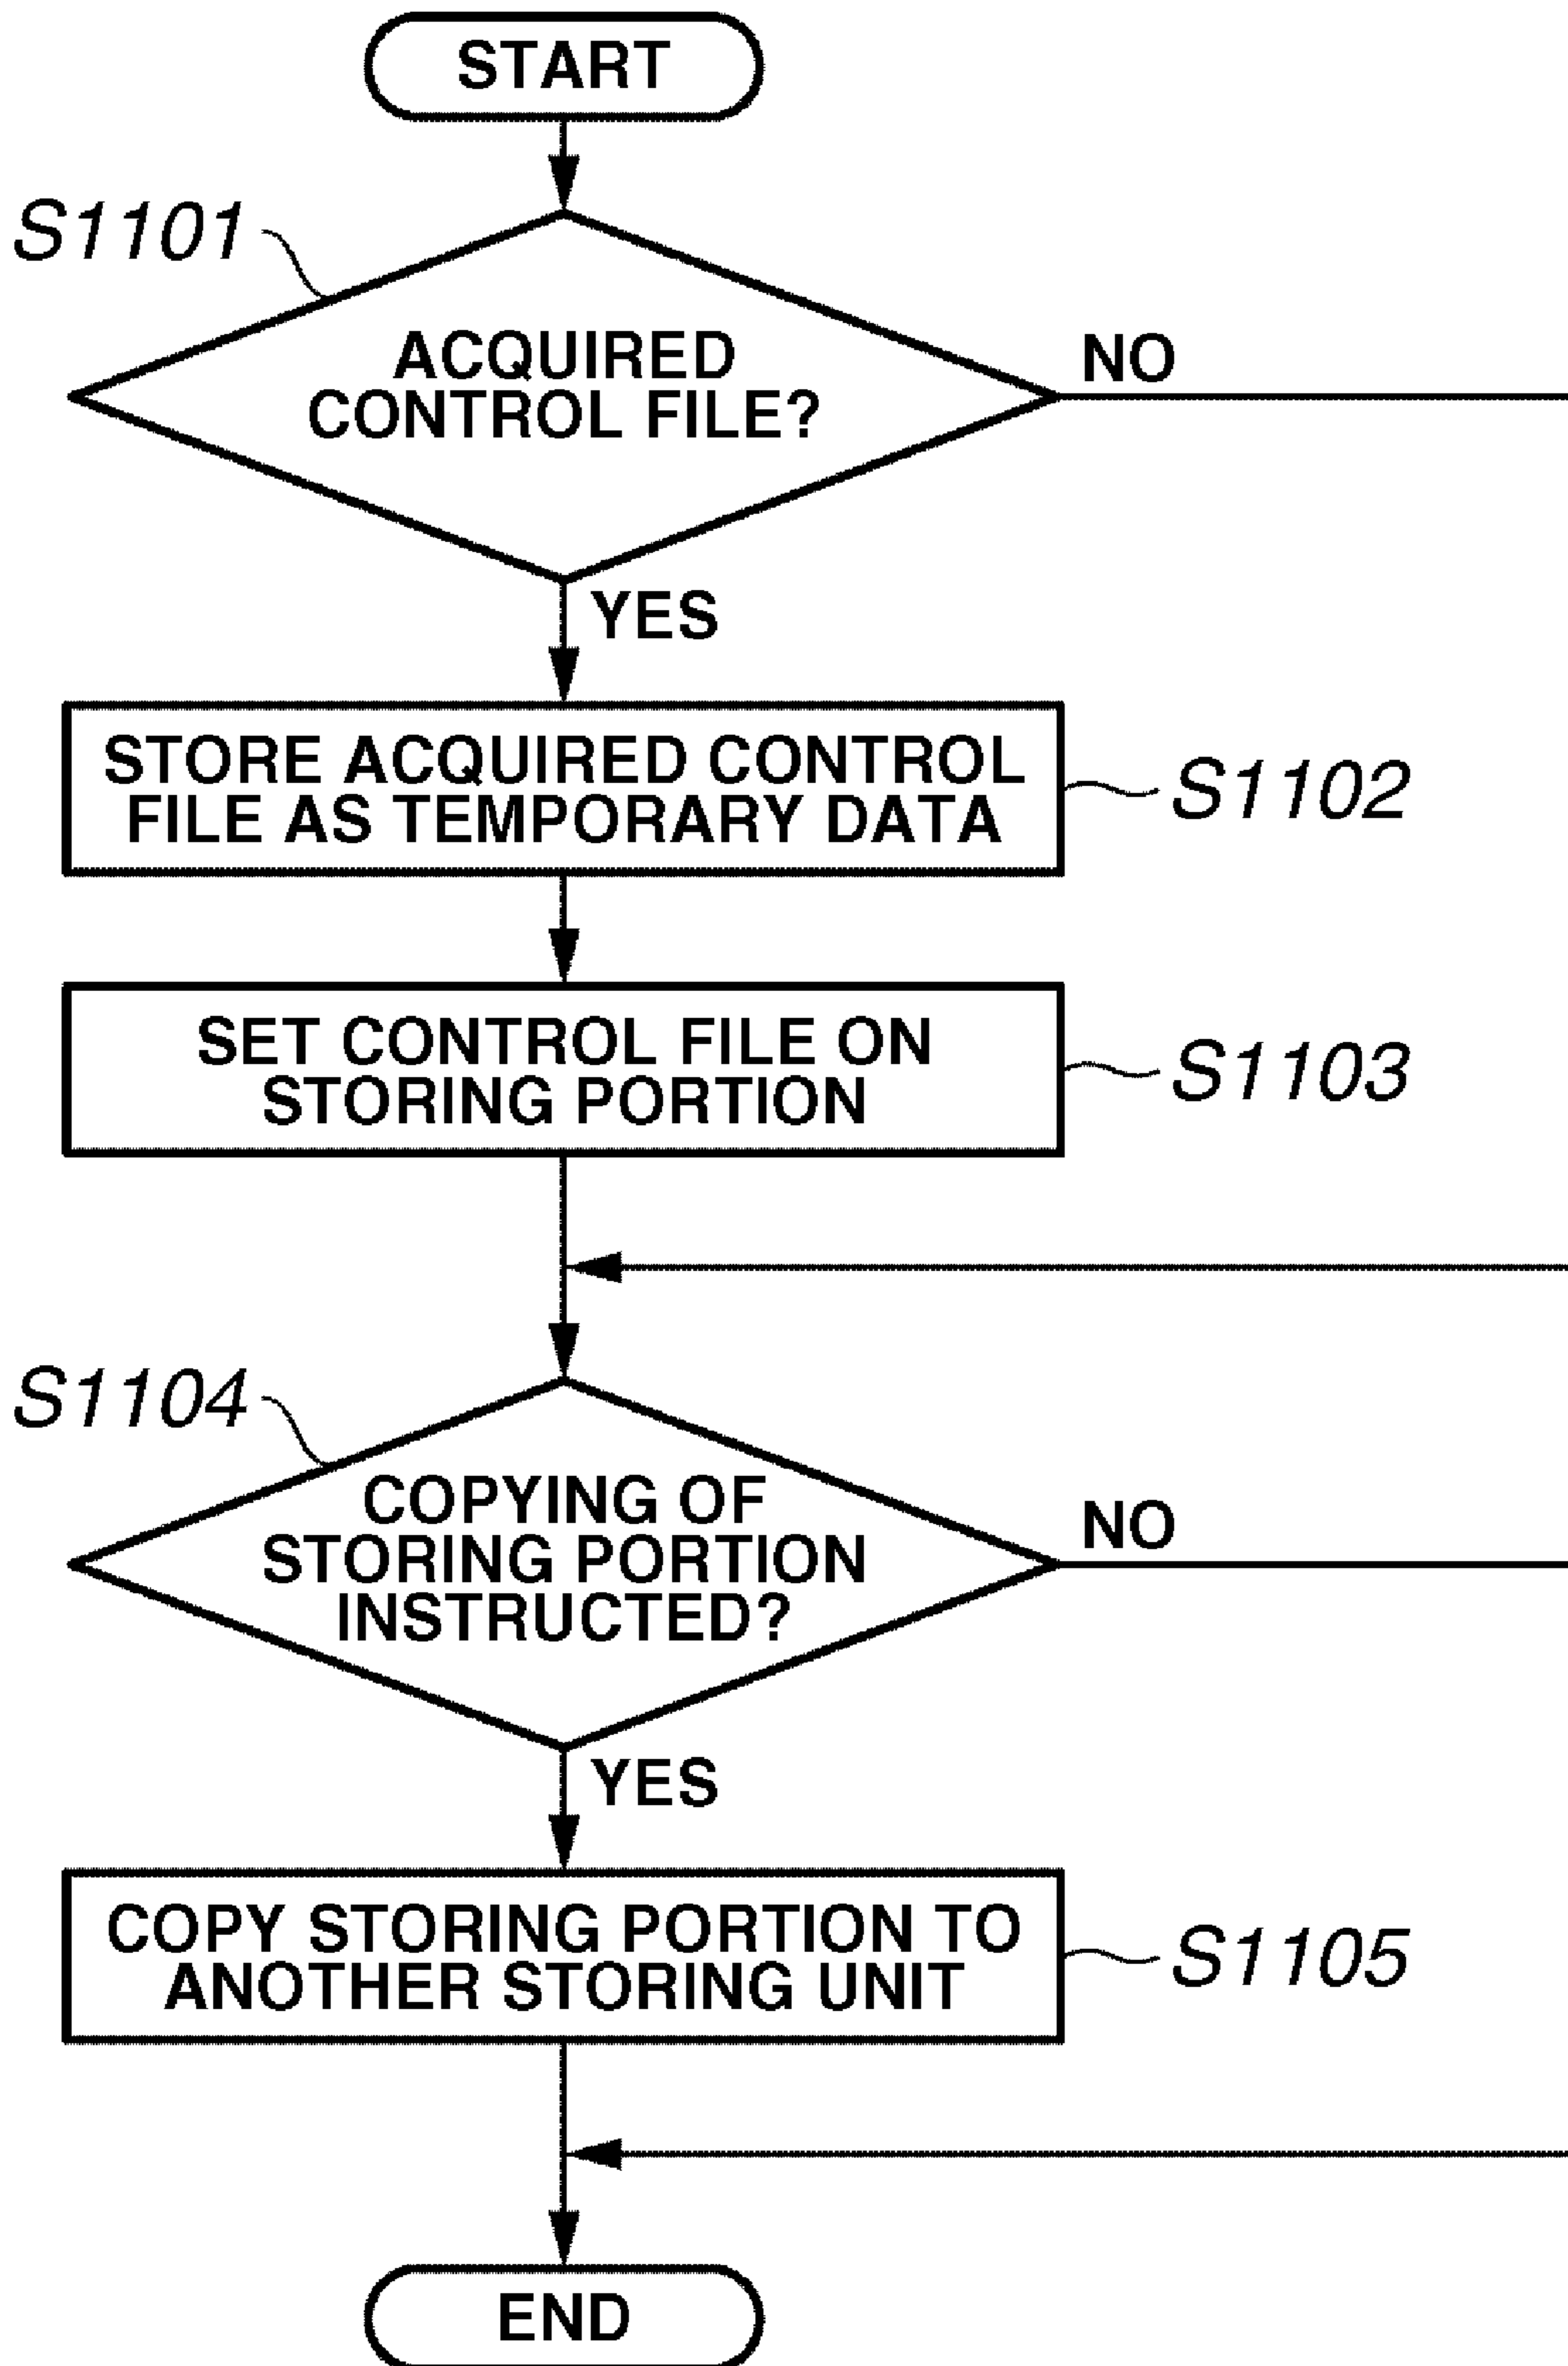 START
S1101
ACQUIRED
CONTROL FILE?
NO
YES
STORE ACQUIRED CONTROL
FILE AS TEMPORARY DATA
S1102
SET CONTROL FILE ON
STORING PORTION
S1103
S1104
COPYING OF
STORING PORTION
INSTRUCTED?
NO
YES
COPY STORING PORTION TO
ANOTHER STORING UNIT
S1105
END